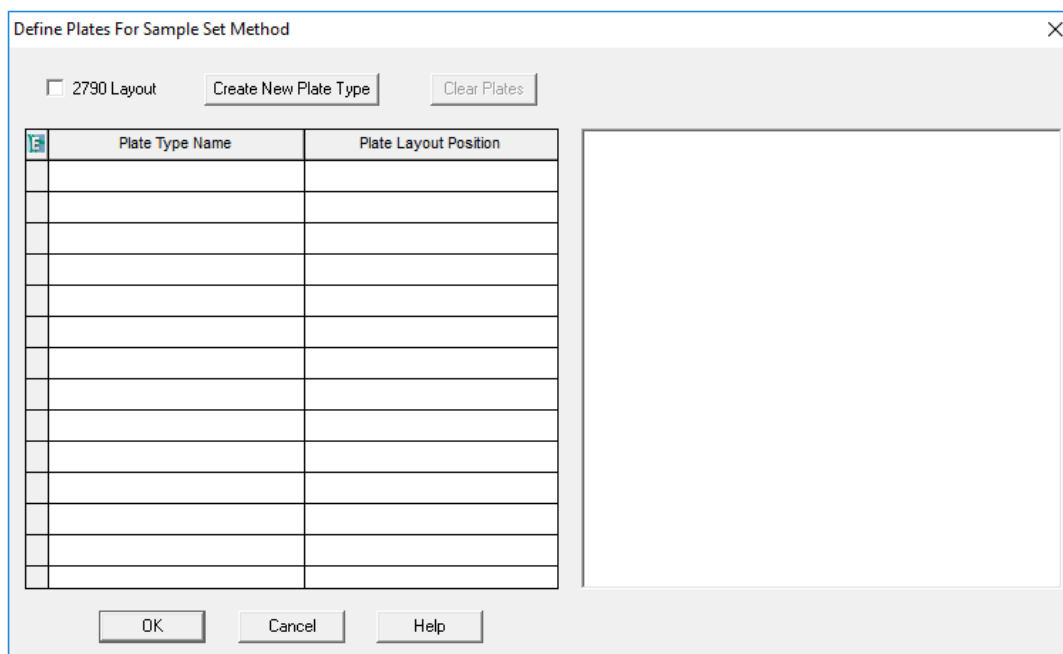 Define Plates For Sample Set Method
2790 Layout Create New Plate Type Clear Plates
E Plate Type Name Plate Layout Position
OK Cancel Help